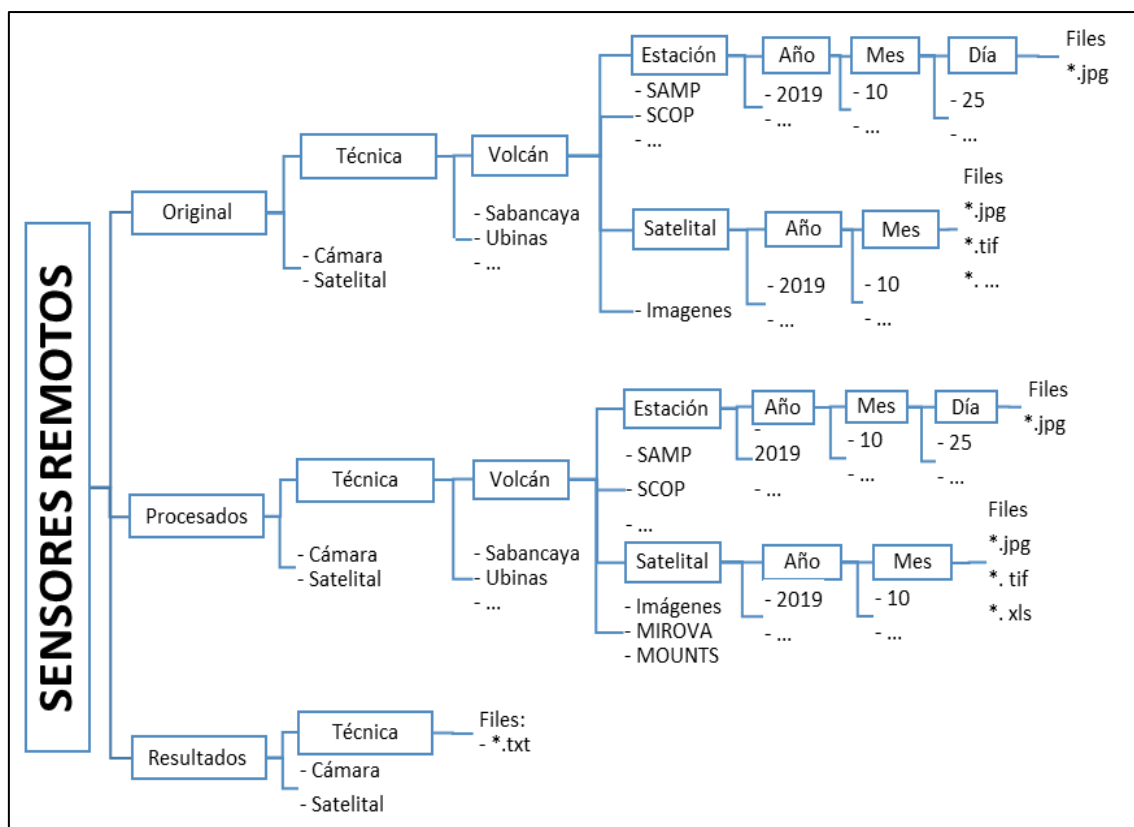 SENSORES REMOTOS
Original
Técnica
- Cámara
- Satelital
Volcán
- Sabancaya
- Ubinas
- ...
Estación
- SAMP
- SCOP
- ...
Año
- 2019
- ...
Mes
- 10
- ...
Día
- 25
- ...
Files
*.jpg
Satelital
- Imagenes
Año
- 2019
- ...
Mes
- 10
- ...
Files
*.jpg
*.tif
*. ...
Procesados
Técnica
- Cámara
- Satelital
Volcán
- Sabancaya
- Ubinas
- ...
Estación
- SAMP
- SCOP
- ...
Año
-
2019
- ...
Mes
- 10
- ...
Día
- 25
- ...
Files
*.jpg
Satelital
- Imágenes
- MIROVA
- MOUNTS
Año
- 2019
- ...
Mes
- 10
- ...
Files
*.jpg
*. tif
*. xls
Resultados
Técnica
- Cámara
- Satelital
Files:
- *.txt